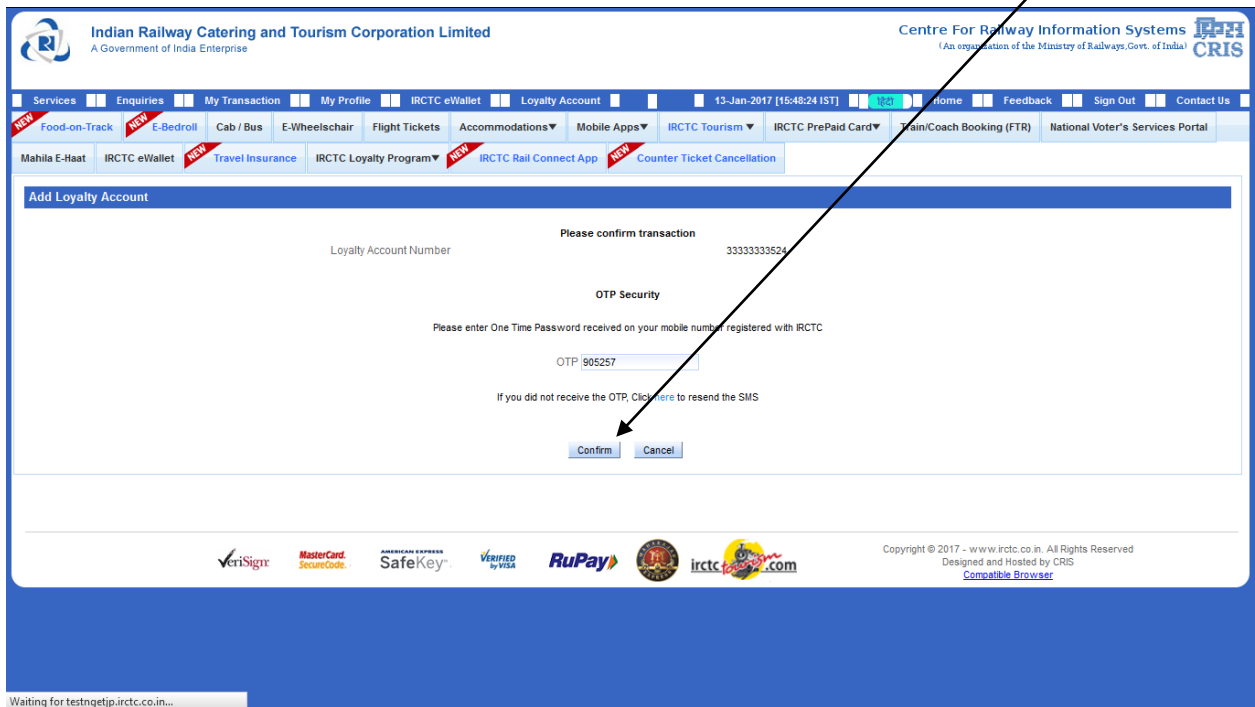 Indian Railway Catering and Tourism Corporation Limited
A Government of India Enterprise
Centre For Railway Information Systems
(An organisation of the Ministry of Railways,Govt. of India)
CRIS
Services Enquiries My Transaction My Profile IRCTC eWallet Loyalty Account 13-Jan-2017 [15:48:24 IST] हिंदी Home Feedback Sign Out Contact Us
NEW Food-on-Track NEW E-Bedroll Cab / Bus E-Wheelschair Flight Tickets Accommodations▼ Mobile Apps▼ IRCTC Tourism ▼ IRCTC PrePaid Card▼ Train/Coach Booking (FTR) National Voter's Services Portal
Mahila E-Haat IRCTC eWallet NEW Travel Insurance IRCTC Loyalty Program▼ NEW IRCTC Rail Connect App NEW Counter Ticket Cancellation
Add Loyalty Account
Please confirm transaction
Loyalty Account Number 33333333524
OTP Security
Please enter One Time Password received on your mobile number registered with IRCTC
OTP 905257
If you did not receive the OTP, Click here to resend the SMS
Confirm Cancel
VeriSign MasterCard. SecureCode. AMERICAN EXPRESS SafeKey VERIFIED by VISA RuPay irctc tourism .com
Copyright © 2017 - www.irctc.co.in. All Rights Reserved
Designed and Hosted by CRIS
Compatible Browser
Waiting for testngetjp.irctc.co.in...